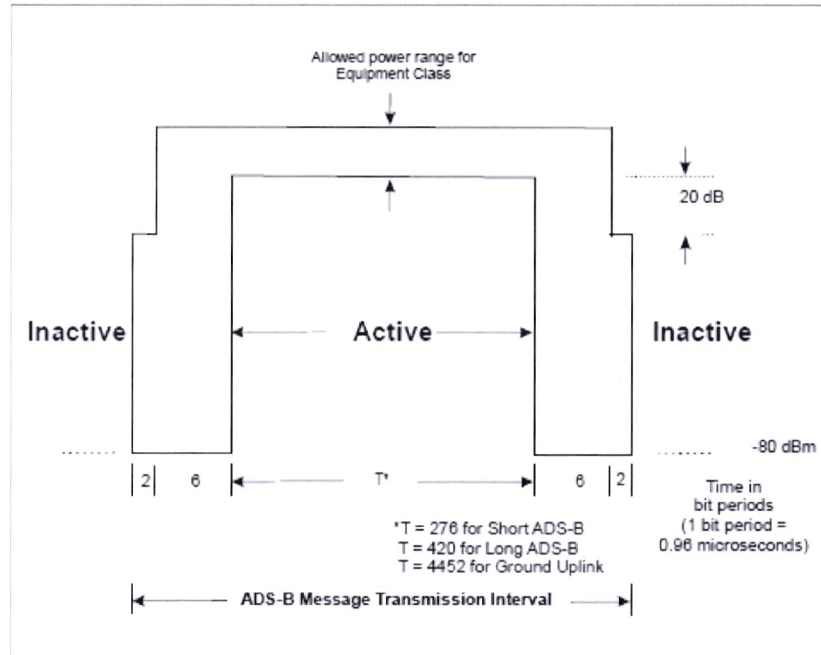 Allowed power range for
Equipment Class
20 dB
Inactive
Active
Inactive
-80 dBm
2
6
T*
6
2
Time in
bit periods
(1 bit period =
0.96 microseconds)
*T = 276 for Short ADS-B
T = 420 for Long ADS-B
T = 4452 for Ground Uplink
ADS-B Message Transmission Interval